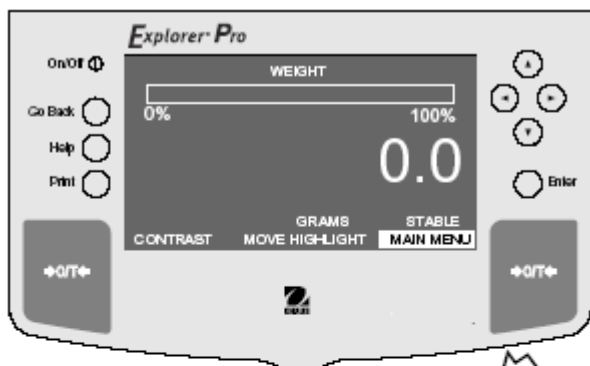 Explorer Pro
On/Off
WEIGHT
Go Back
0% 100%
Help
0.0
Print
Enter
GRAMS STABLE
CONTRAST MOVE HIGHLIGHT MAIN MENU
→0/T← →0/T←
OHAUS